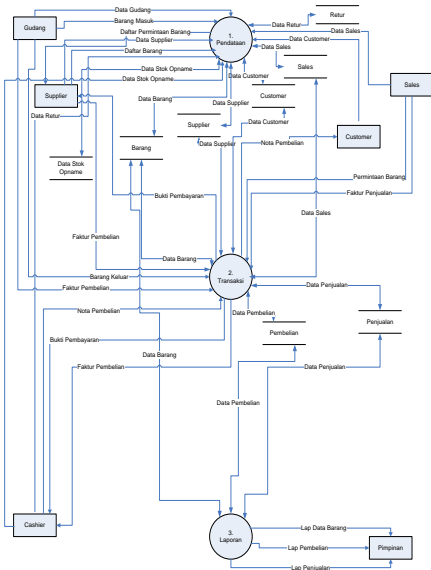 Data Gudang
Retur
Gudang
Barang Masuk
Data Retur
Daftar Permintaan Barang
Data Sales
Data Supplier
1.
Pendataan
Data Sales
Data Customer
Daftar Barang
Sales
Data Stok Opname
Data Customer
Data Stok Opname
Sales
Supplier
Data Barang
Data Supplier
Customer
Data Retur
Supplier
Data Customer
Customer
Barang
Data Supplier
Nota Pembelian
Data Stok
Opname
Permintaan Barang
Bukti Pembayaran
Faktur Penjualan
Data Sales
Faktur Pembelian
Data Barang
2.
Transaksi
Barang Keluar
Faktur Pembelian
Data Penjualan
Nota Pembelian
Data Pembelian
Penjualan
Pembelian
Bukti Pembayaran
Data Barang
Faktur Pembelian
Data Penjualan
Data Pembelian
Cashier
Lap Data Barang
3.
Laporan
Lap Pembelian
Pimpinan
Lap Penjualan